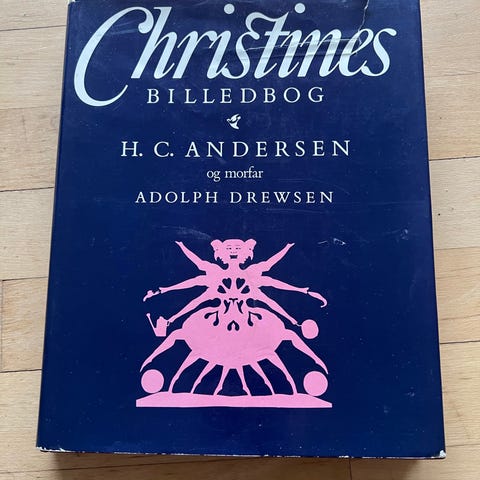 Christines
BILLEDBOG
H. C. ANDERSEN
og morfar
ADOLPH DREWSEN